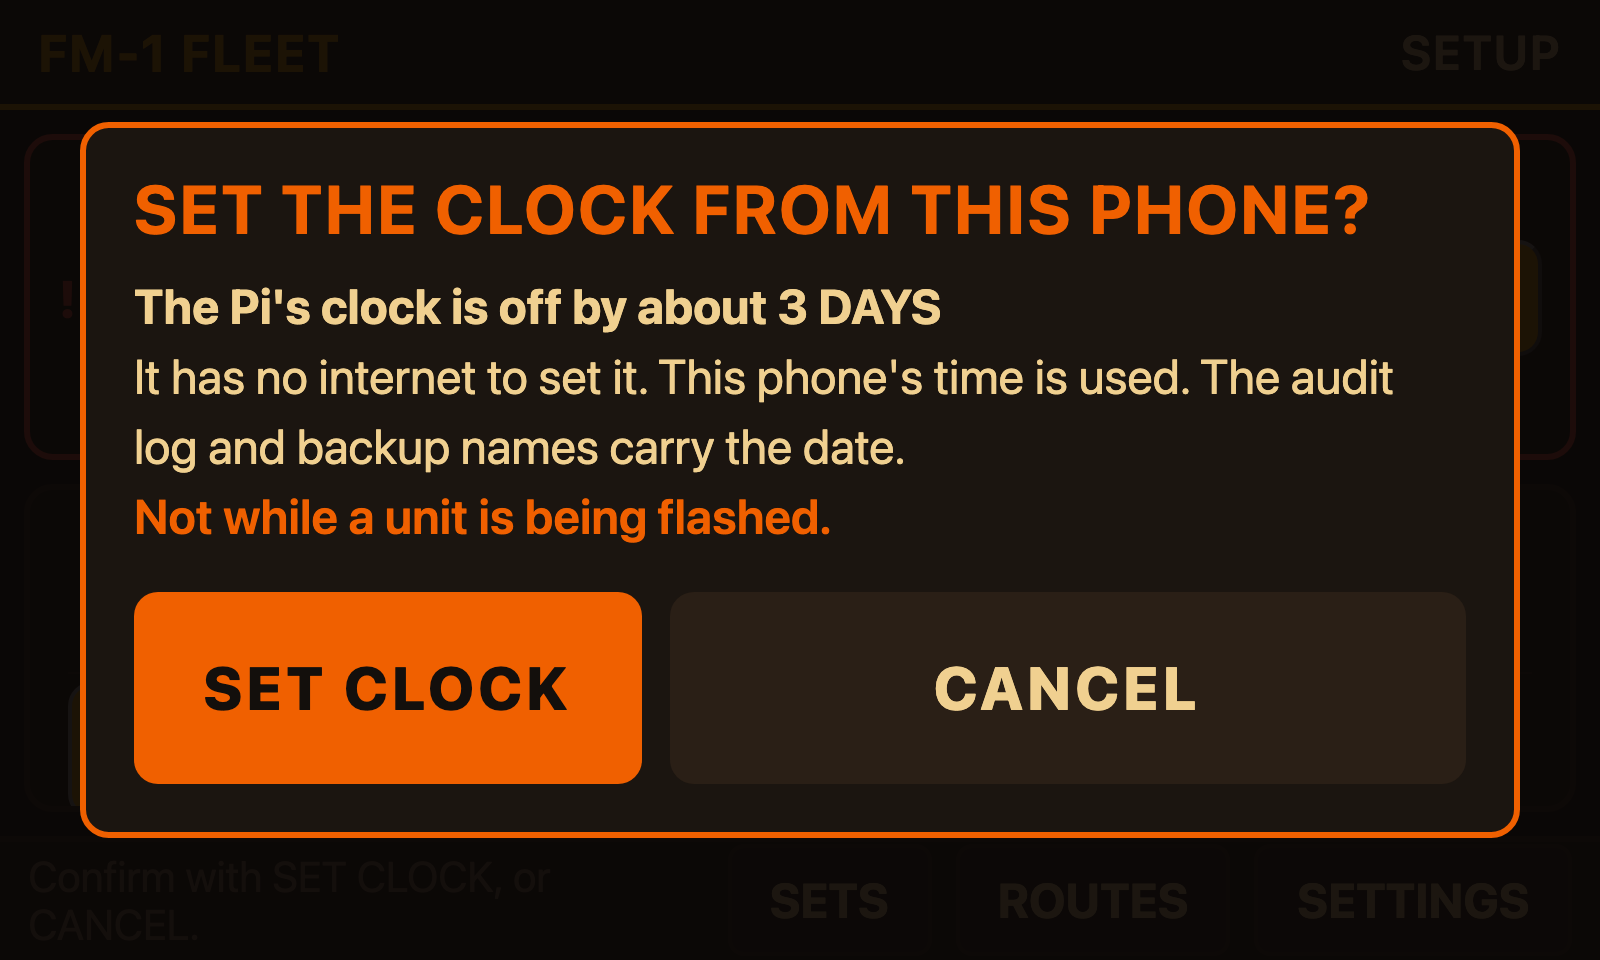 FM-1 FLEET
SETUP
!
SET THE CLOCK FROM THIS PHONE?
The Pi's clock is off by about 3 DAYS
It has no internet to set it. This phone's time is used. The audit
log and backup names carry the date.
Not while a unit is being flashed.
SET CLOCK
CANCEL
Confirm with SET CLOCK, or
CANCEL.
SETS
ROUTES
SETTINGS